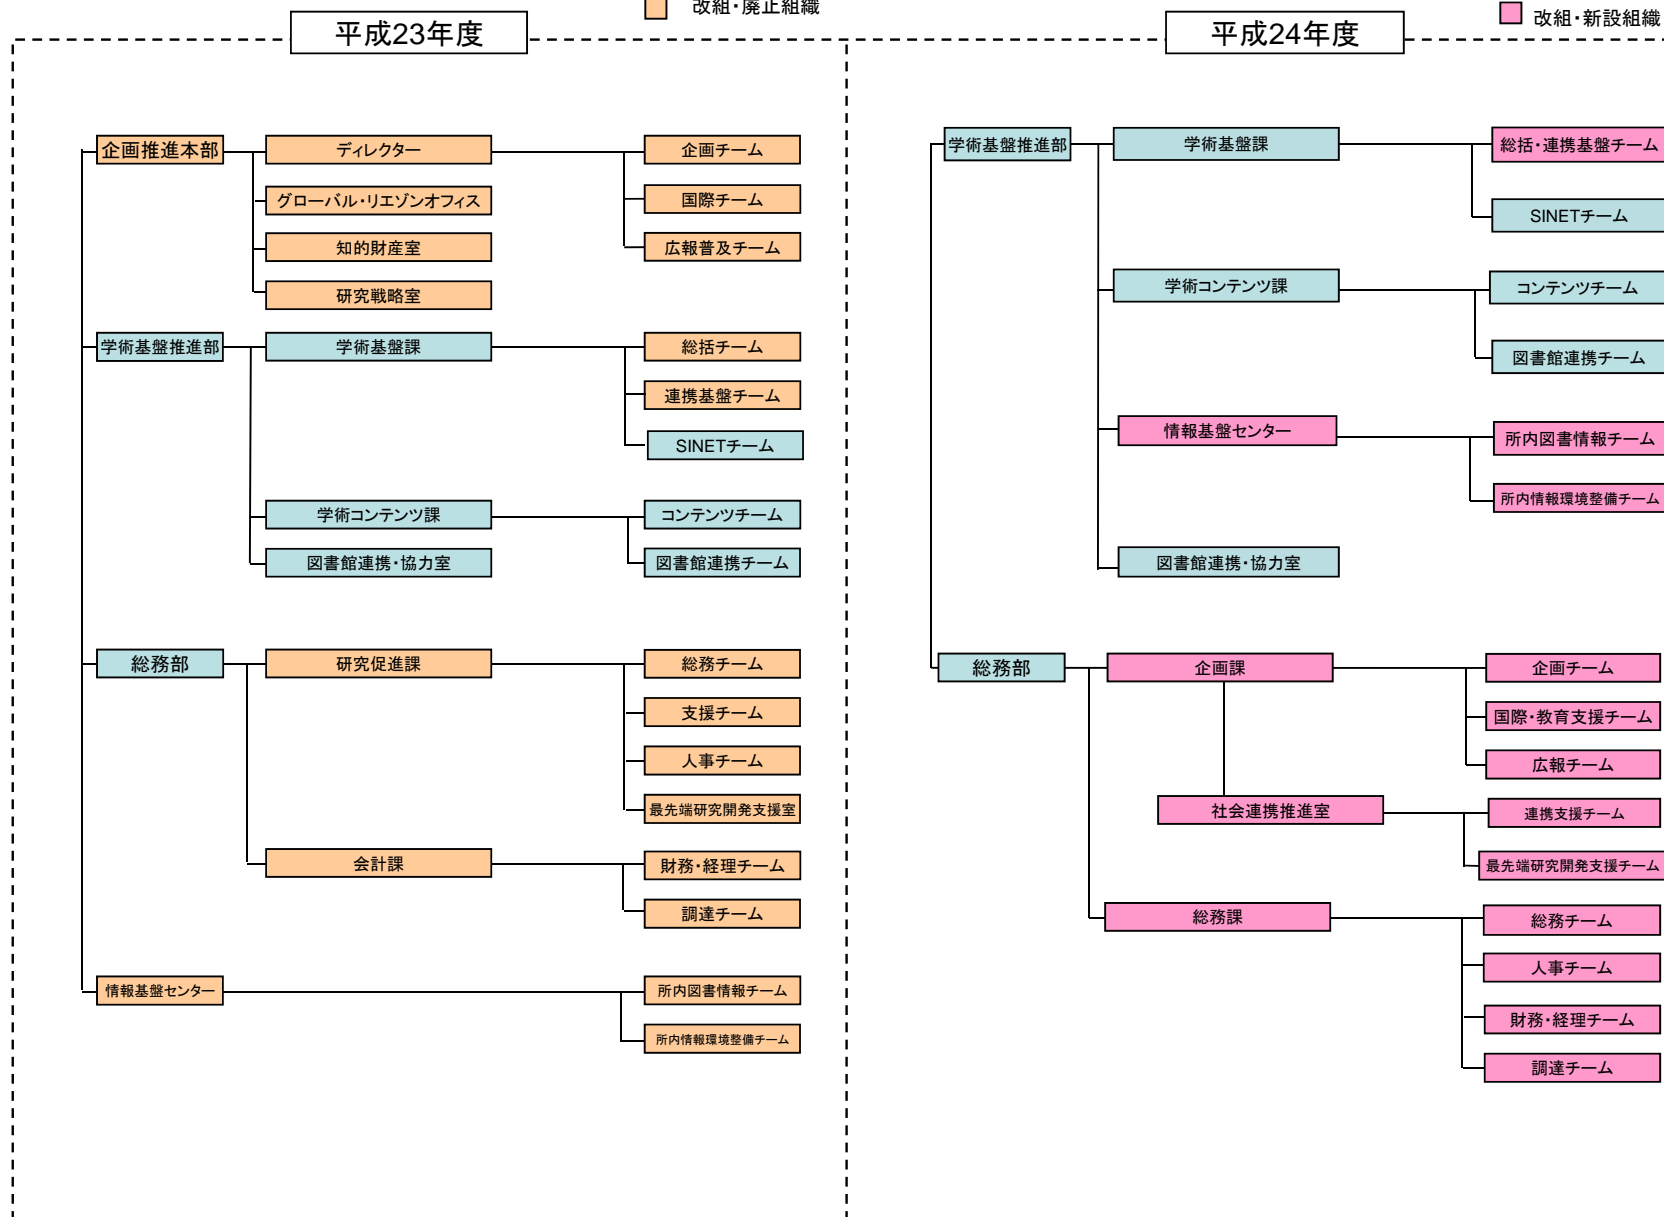 改組・廃止組織
平成23年度
企画推進本部
ディレクター
企画チーム
グローバル・リエゾンオフィス
国際チーム
知的財産室
広報普及チーム
研究戦略室
学術基盤推進部
学術基盤課
総括チーム
連携基盤チーム
SINETチーム
学術コンテンツ課
コンテンツチーム
図書館連携・協力室
図書館連携チーム
総務部
研究促進課
総務チーム
支援チーム
人事チーム
最先端研究開発支援室
会計課
財務・経理チーム
調達チーム
情報基盤センター
所内図書情報チーム
所内情報環境整備チーム
改組・新設組織
平成24年度
学術基盤推進部
学術基盤課
総括・連携基盤チーム
SINETチーム
学術コンテンツ課
コンテンツチーム
図書館連携チーム
情報基盤センター
所内図書情報チーム
所内情報環境整備チーム
図書館連携・協力室
総務部
企画課
企画チーム
国際・教育支援チーム
広報チーム
社会連携推進室
連携支援チーム
最先端研究開発支援チーム
総務課
総務チーム
人事チーム
財務・経理チーム
調達チーム